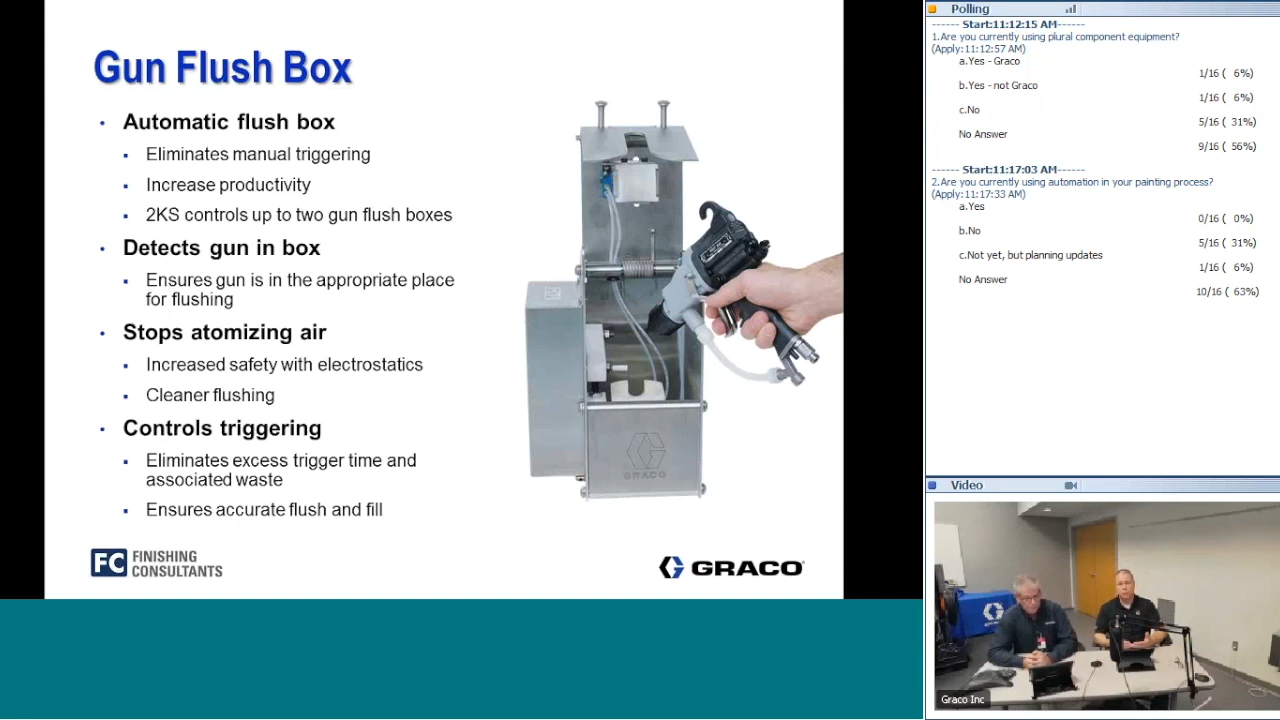 Gun Flush Box
• Automatic flush box
▪ Eliminates manual triggering
▪ Increase productivity
▪ 2KS controls up to two gun flush boxes
• Detects gun in box
▪ Ensures gun is in the appropriate place
for flushing
• Stops atomizing air
▪ Increased safety with electrostatics
▪ Cleaner flushing
• Controls triggering
▪ Eliminates excess trigger time and
associated waste
▪ Ensures accurate flush and fill
GRACO
FC FINISHING
CONSULTANTS
GRACO
Polling
------ Start:11:12:15 AM------
1.Are you currently using plural component equipment?
(Apply:11:12:57 AM)
a.Yes - Graco
1/16 ( 6%)
b.Yes - not Graco
1/16 ( 6%)
c.No
5/16 ( 31%)
No Answer
9/16 ( 56%)
------ Start:11:17:03 AM------
2.Are you currently using automation in your painting process?
(Apply:11:17:33 AM)
a.Yes
0/16 ( 0%)
b.No
5/16 ( 31%)
c.Not yet, but planning updates
1/16 ( 6%)
No Answer
10/16 ( 63%)
Video
Graco Inc